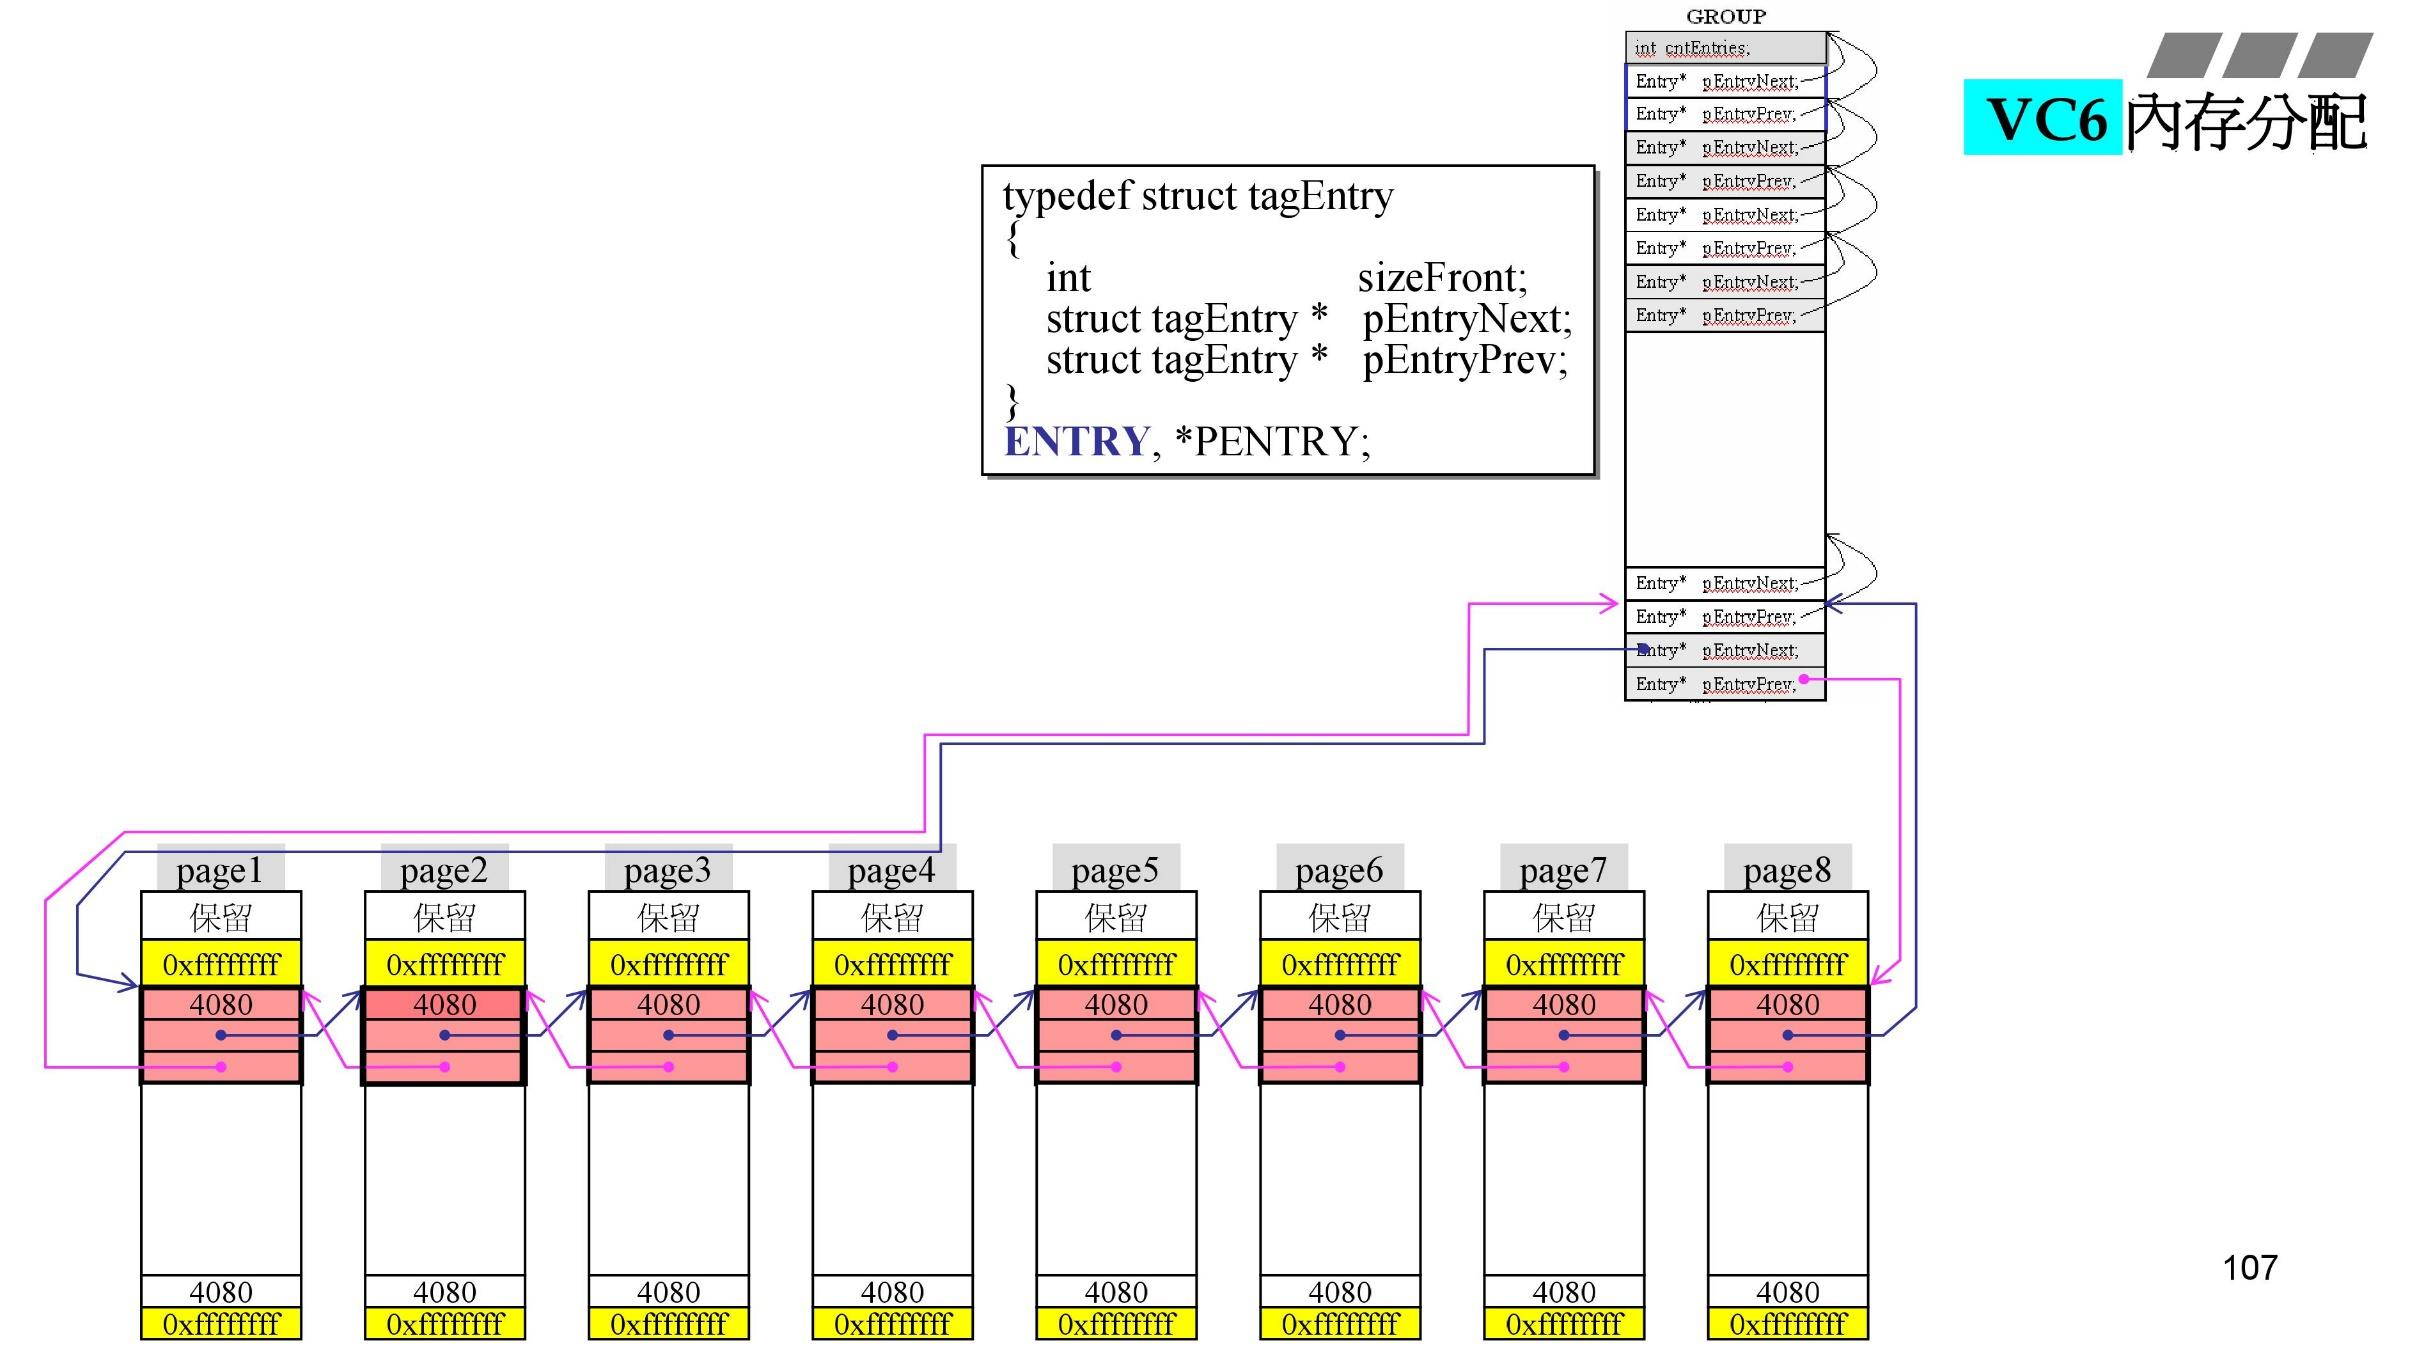 GROUP
int cntEntries;
Entry* pEntryNext;
Entry* pEntryPrev;
Entry* pEntryNext;
Entry* pEntryPrev;
Entry* pEntryNext;
Entry* pEntryPrev;
Entry* pEntryNext;
Entry* pEntryPrev;
Entry* pEntryNext;
Entry* pEntryPrev;
Entry* pEntryNext;
Entry* pEntryPrev;
VC6 內存分配
typedef struct tagEntry
{
int sizeFront;
struct tagEntry * pEntryNext;
struct tagEntry * pEntryPrev;
}
ENTRY, *PENTRY;
page1 page2 page3 page4 page5 page6 page7 page8
保留 保留 保留 保留 保留 保留 保留 保留
0xffffffff 0xffffffff 0xffffffff 0xffffffff 0xffffffff 0xffffffff 0xffffffff 0xffffffff
4080 4080 4080 4080 4080 4080 4080 4080
4080 4080 4080 4080 4080 4080 4080 4080
0xffffffff 0xffffffff 0xffffffff 0xffffffff 0xffffffff 0xffffffff 0xffffffff 0xffffffff
107